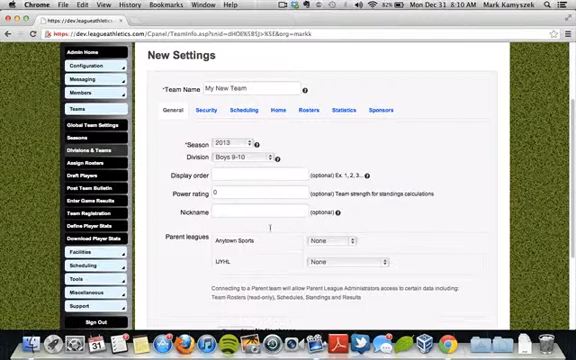 Chrome File Edit View History Bookmarks Window Help
87%
Mon Dec 31 8:10 AM Mark Kamyszek
https://dev.leagueathletics
Admin Home
Configuration
Messaging
Members
Teams
Global Team Settings
Seasons
Divisions & Teams
Assign Rosters
Draft Players
Post Team Bulletin
Enter Game Results
Team Registration
Define Player Stats
Download Player Stats
Facilities
Scheduling
Tools
Miscellaneous
Support
Sign Out
New Settings
*Team Name My New Team
General Security Scheduling Home Rosters Statistics Sponsors
*Season 2013
Division Boys 9-10
Display order (optional) Ex. 1, 2, 3...
Power rating 0 (optional) Team strength for standings calculations
Nickname (optional)
Parent leagues
Anytown Sports None
UYHL None
Connecting to a Parent team will allow Parent League Administrators access to certain data including:
Team Rosters (read-only), Schedules, Standings and Results